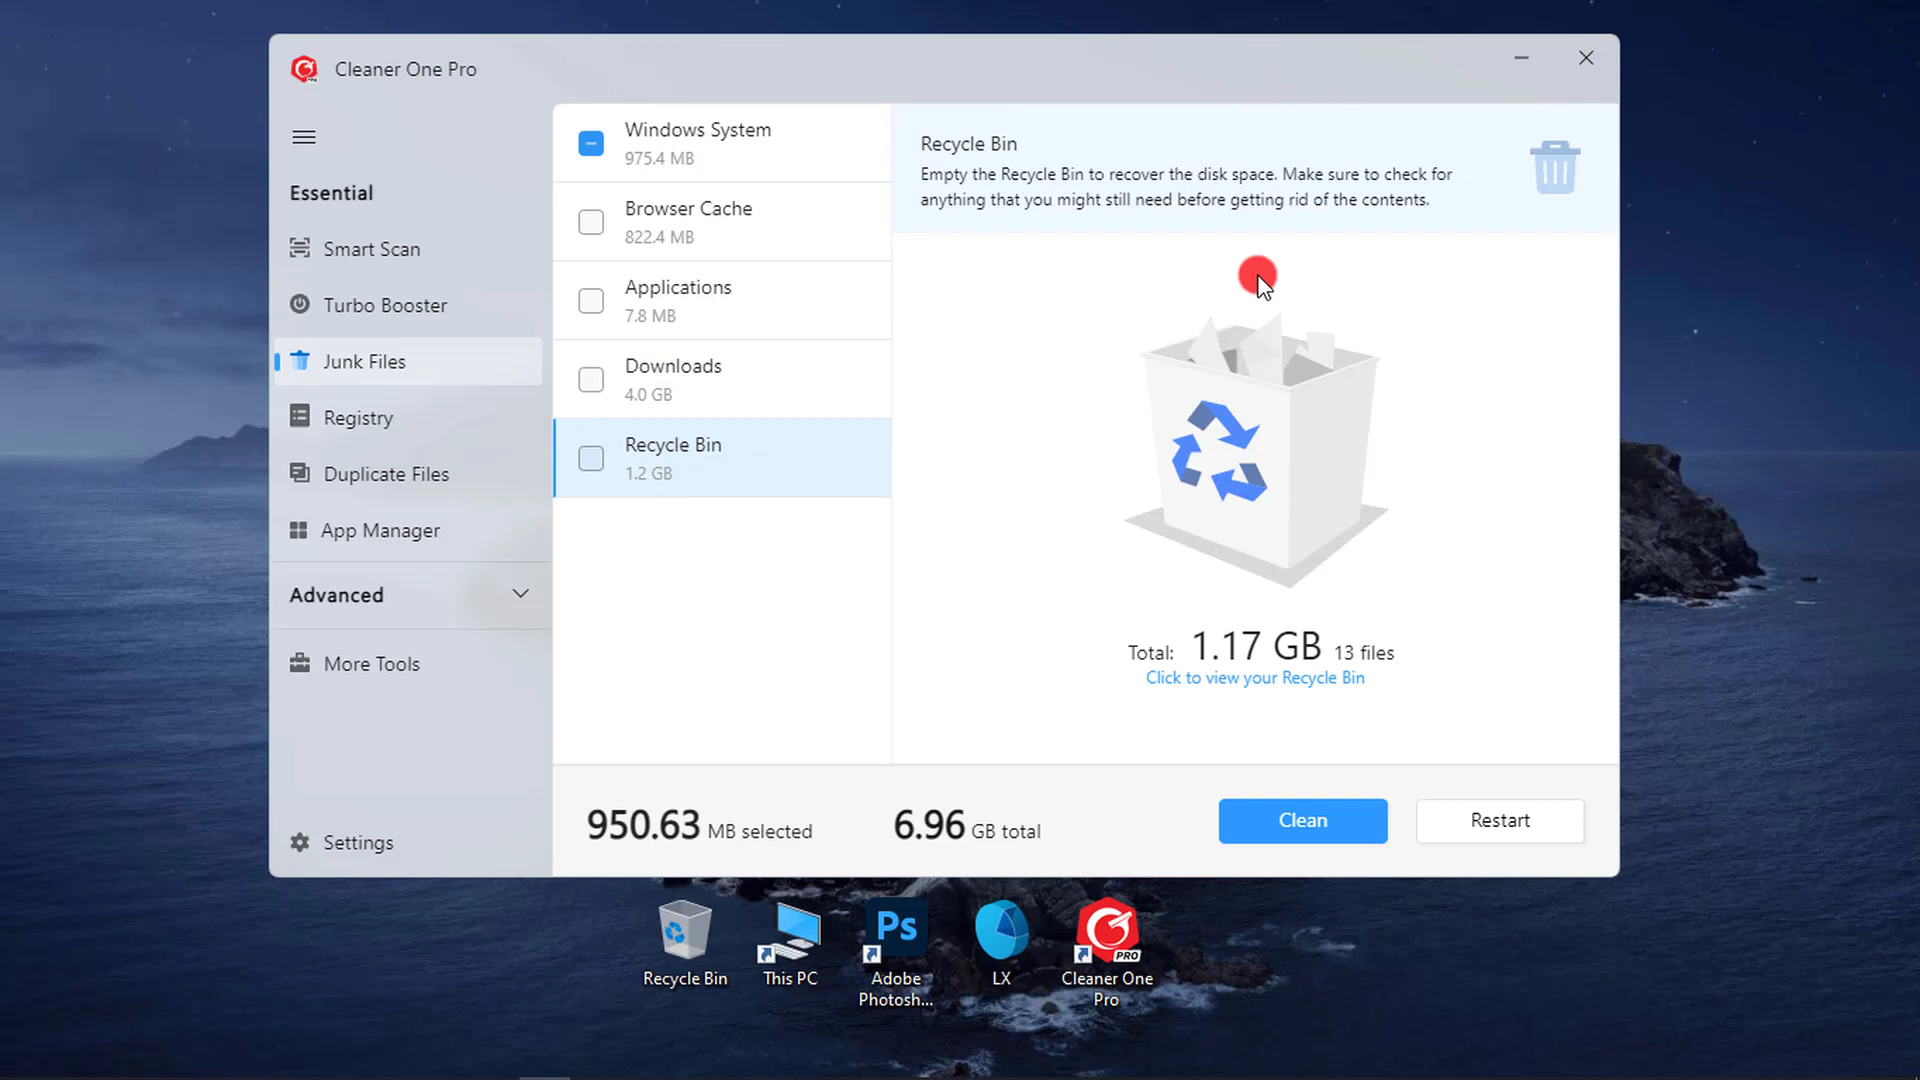 Cleaner One Pro
Essential
Smart Scan
Turbo Booster
Junk Files
Registry
Duplicate Files
App Manager
Advanced
More Tools
Settings
Windows System
975.4 MB
Browser Cache
822.4 MB
Applications
7.8 MB
Downloads
4.0 GB
Recycle Bin
1.2 GB
Recycle Bin
Empty the Recycle Bin to recover the disk space. Make sure to check for
anything that you might still need before getting rid of the contents.
Total: 1.17 GB 13 files
Click to view your Recycle Bin
950.63 MB selected
6.96 GB total
Clean
Restart
Ps
PRO
Recycle Bin
This PC
Adobe
Photosh...
LX
Cleaner One
Pro